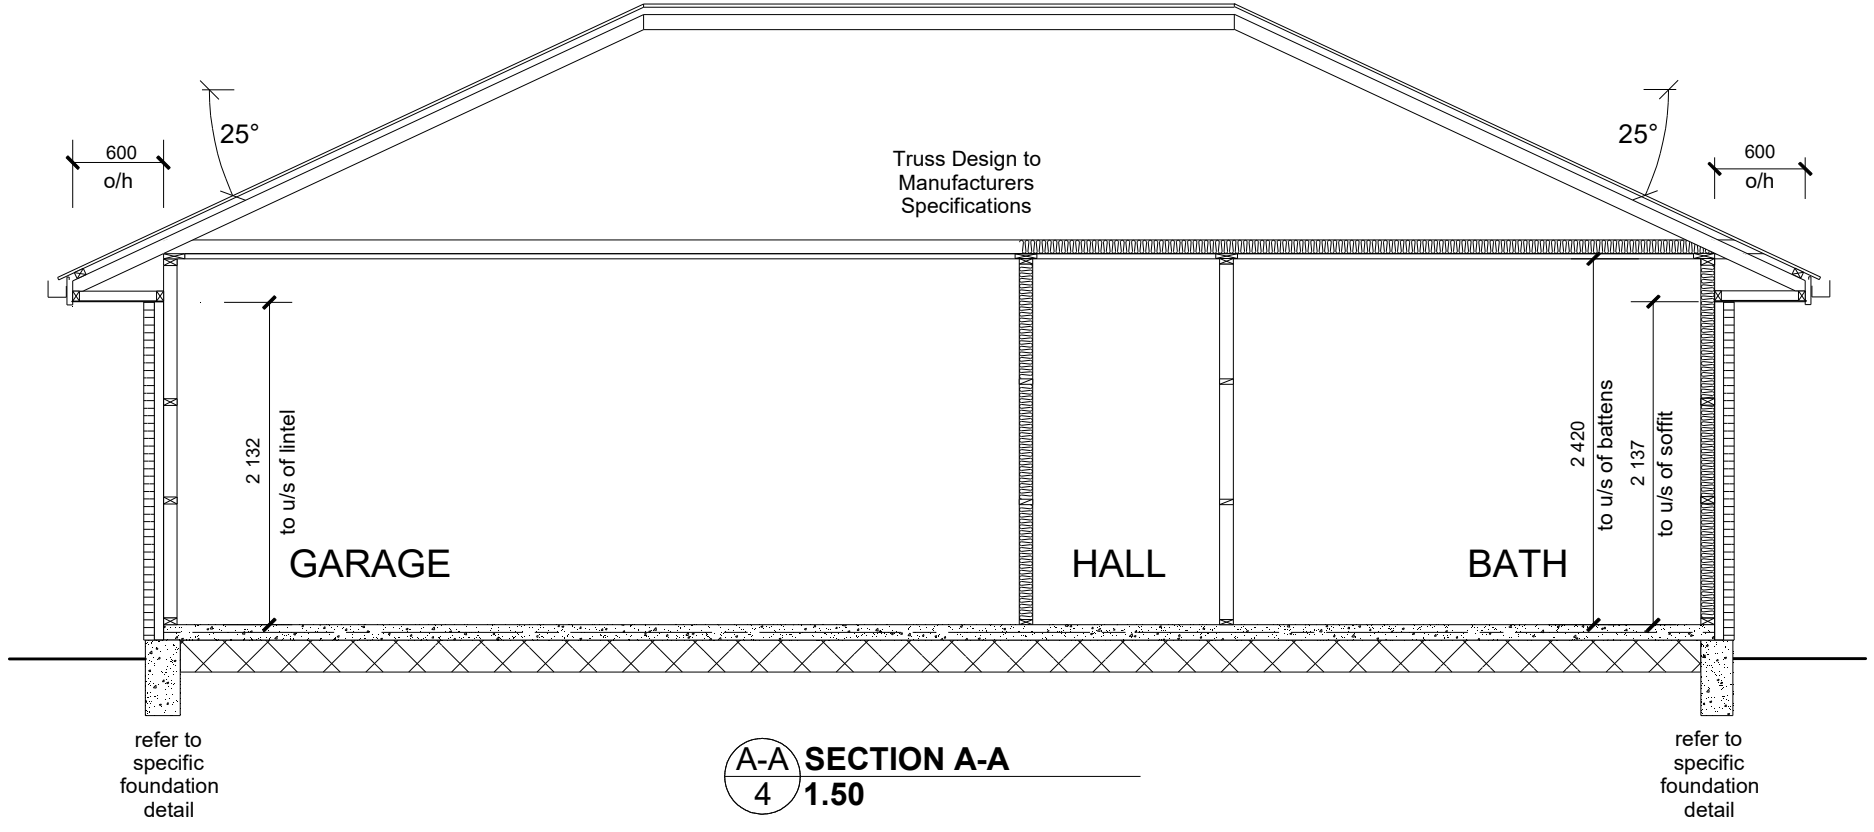 25°
25°
600
o/h
600
o/h
Truss Design to
Manufacturers
Specifications
2 132
to u/s of lintel
2 420
to u/s of battens
2 137
to u/s of soffit
GARAGE
HALL
BATH
refer to
specific
foundation
detail
A-A
4
SECTION A-A
1.50
refer to
specific
foundation
detail